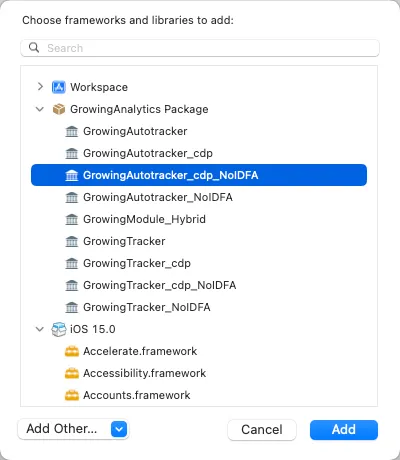 Choose frameworks and libraries to add:
Search
Workspace
GrowingAnalytics Package
GrowingAutotracker
GrowingAutotracker_cdp
GrowingAutotracker_cdp_NoIDFA
GrowingAutotracker_NoIDFA
GrowingModule_Hybrid
GrowingTracker
GrowingTracker_cdp
GrowingTracker_cdp_NoIDFA
GrowingTracker_NoIDFA
iOS 15.0
Accelerate.framework
Accessibility.framework
Accounts.framework
Add Other... Cancel Add